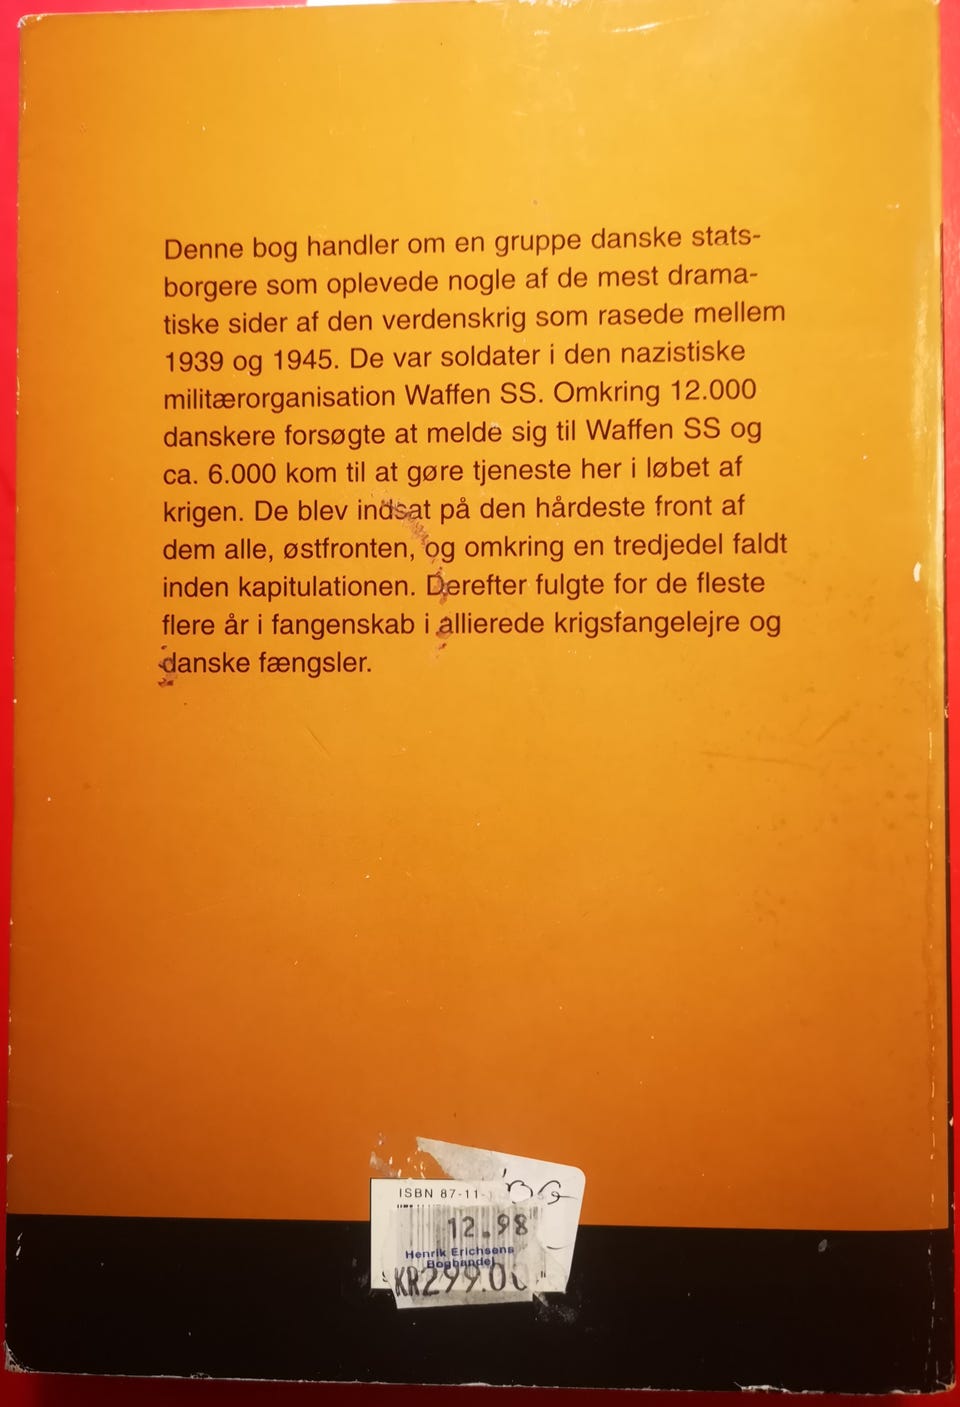 Denne bog handler om en gruppe danske stats-
borgere som oplevede nogle af de mest drama-
tiske sider af den verdenskrig som rasede mellem
1939 og 1945. De var soldater i den nazistiske
militærorganisation Waffen SS. Omkring 12.000
danskere forsøgte at melde sig til Waffen SS og
ca. 6.000 kom til at gøre tjeneste her i løbet af
krigen. De blev indsat på den hårdeste front af
dem alle, østfronten, og omkring en tredjedel faldt
inden kapitulationen. Derefter fulgte for de fleste
flere år i fangenskab i allierede krigsfangelejre og
danske fængsler.
ISBN 87-11-
12.98
Henrik Erichsens
Boghandel
KR299.00